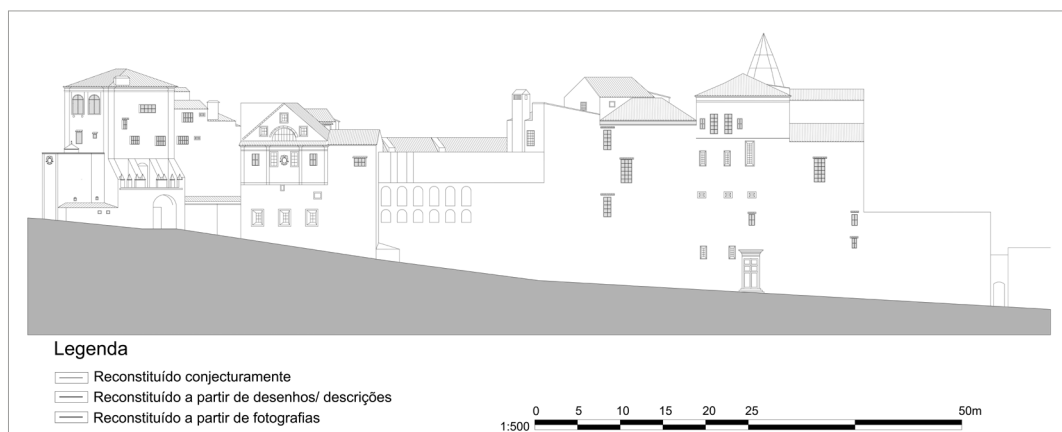 Legenda
Reconstituído conjecturamente
Reconstituído a partir de desenhos/ descrições
Reconstituído a partir de fotografias
0 5 10 15 20 25 50m
1:500